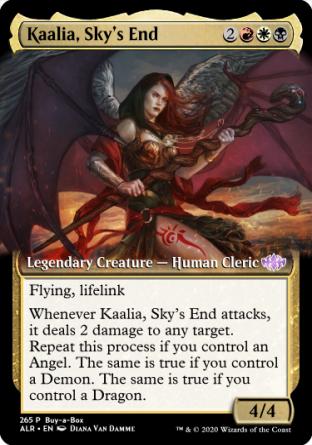 Kaalia, Sky's End 2
Legendary Creature — Human Cleric
Flying, lifelink
Whenever Kaalia, Sky's End attacks,
it deals 2 damage to any target.
Repeat this process if you control
an Angel. The same is true if you
control a Demon. The same is true if
you control a Dragon.
4/4
265 P Buy-a-Box
ALR • EN Diana Van Damme
™ & © 2020 Wizards of the Coast